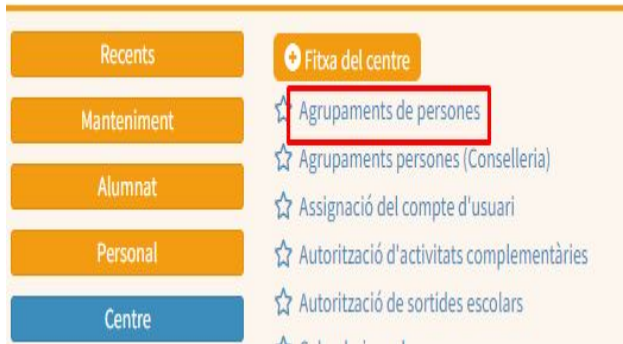 Recents
Manteniment
Alumnat
Personal
Centre
Fitxa del centre
Agrupaments de persones
Agrupaments persones (Conselleria)
Assignació del compte d'usuari
Autorització d'activitats complementàries
Autorització de sortides escolars